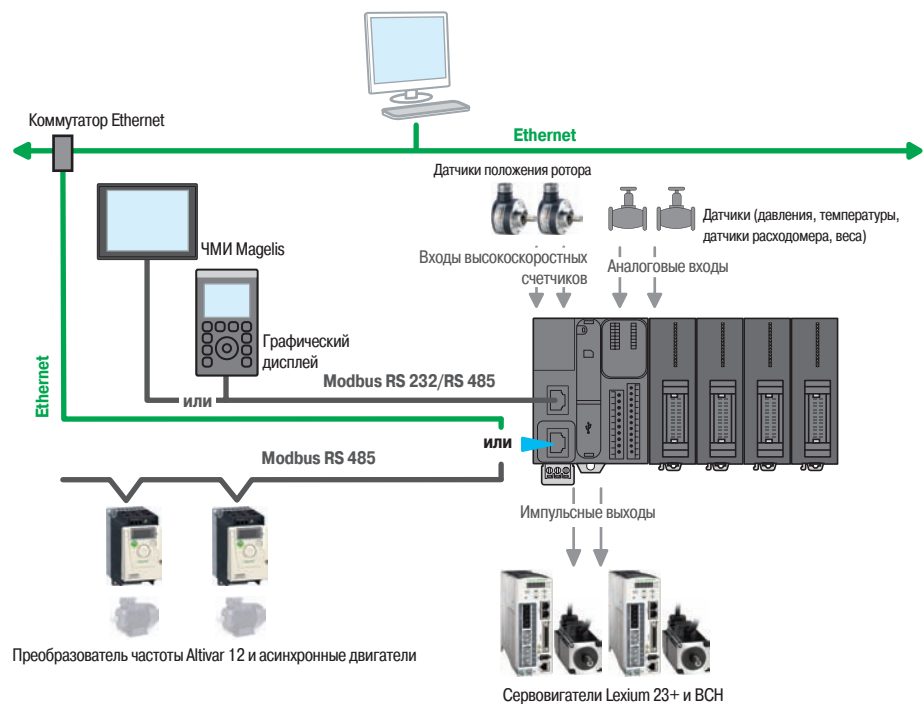 Коммутатор Ethernet
Ethernet
Датчики положения ротора
Датчики (давления, температуры,
датчики расходомера, веса)
ЧМИ Magelis
Входы высокоскоростных
счетчиков
Аналоговые входы
Графический
дисплей
Ethernet
Modbus RS 232/RS 485
или
или
Modbus RS 485
Импульсные выходы
Преобразователь частоты Altivar 12 и асинхронные двигатели
Сервовигатели Lexium 23+ и BCH